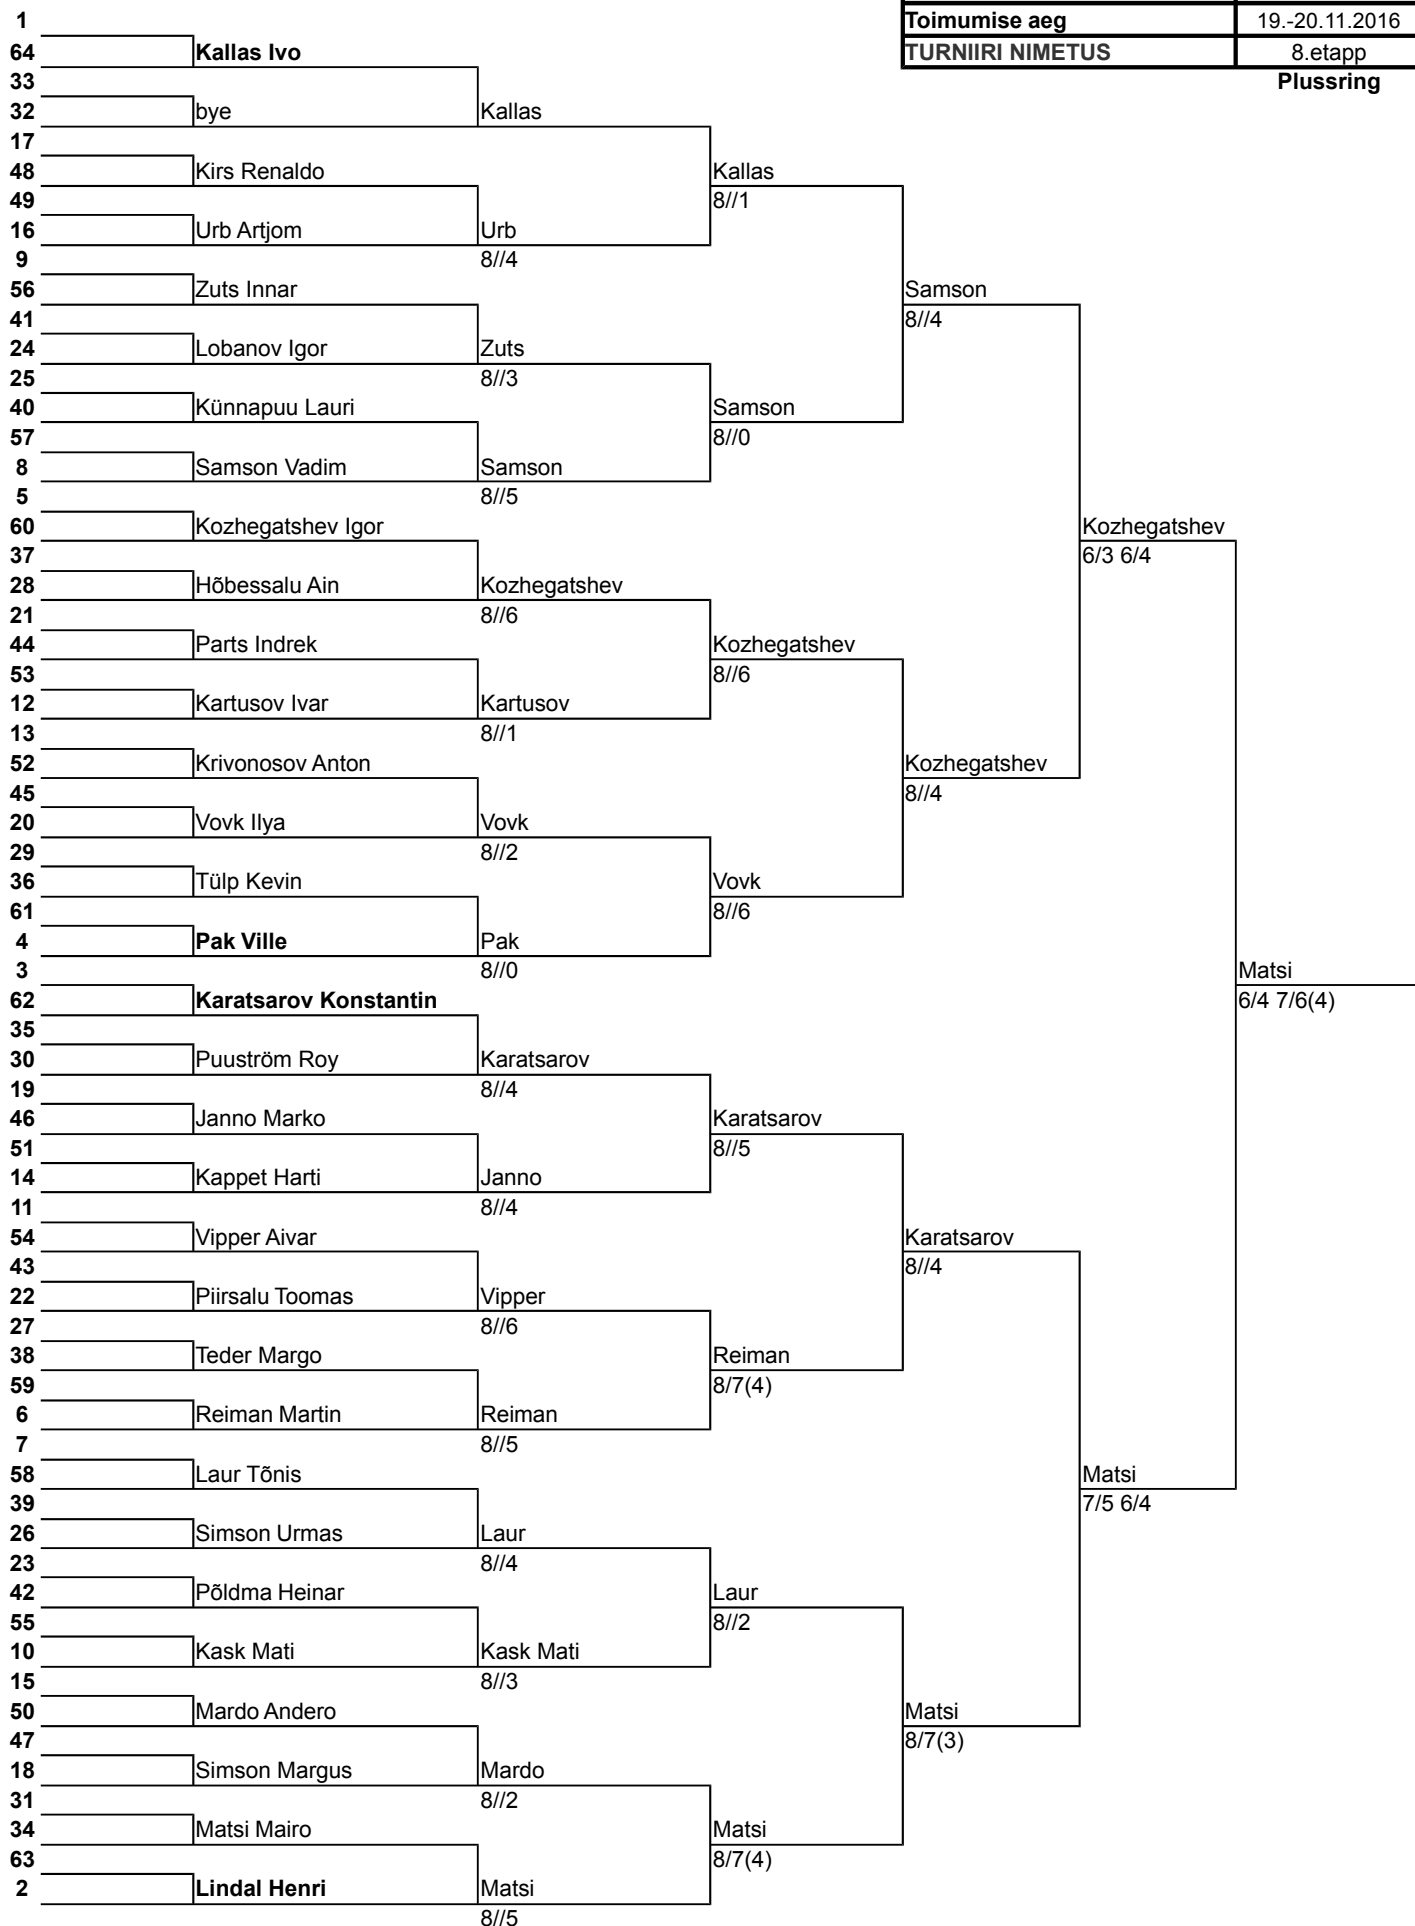 1
Toimumise aeg 19.-20.11.2016
64 Kallas Ivo TURNIIRI NIMETUS 8.etapp
33 Plussring
32 bye Kallas
17
48 Kirs Renaldo Kallas
49 8//1
16 Urb Artjom Urb
9 8//4
56 Zuts Innar Samson
41 8//4
24 Lobanov Igor Zuts
25 8//3
40 Künnapuu Lauri Samson
57 8//0
8 Samson Vadim Samson
5 8//5
60 Kozhegatshev Igor Kozhegatshev
37 6/3 6/4
28 Hõbessalu Ain Kozhegatshev
21 8//6
44 Parts Indrek Kozhegatshev
53 8//6
12 Kartusov Ivar Kartusov
13 8//1
52 Krivonosov Anton Kozhegatshev
45 8//4
20 Vovk Ilya Vovk
29 8//2
36 Tülp Kevin Vovk
61 8//6
4 Pak Ville Pak
3 8//0 Matsi
62 Karatsarov Konstantin 6/4 7/6(4)
35
30 Puuström Roy Karatsarov
19 8//4
46 Janno Marko Karatsarov
51 8//5
14 Kappet Harti Janno
11 8//4
54 Vipper Aivar Karatsarov
43 8//4
22 Piirsalu Toomas Vipper
27 8//6
38 Teder Margo Reiman
59 8/7(4)
6 Reiman Martin Reiman
7 8//5
58 Laur Tõnis Matsi
39 7/5 6/4
26 Simson Urmas Laur
23 8//4
42 Põldma Heinar Laur
55 8//2
10 Kask Mati Kask Mati
15 8//3
50 Mardo Andero Matsi
47 8/7(3)
18 Simson Margus Mardo
31 8//2
34 Matsi Mairo Matsi
63 8/7(4)
2 Lindal Henri Matsi
8//5